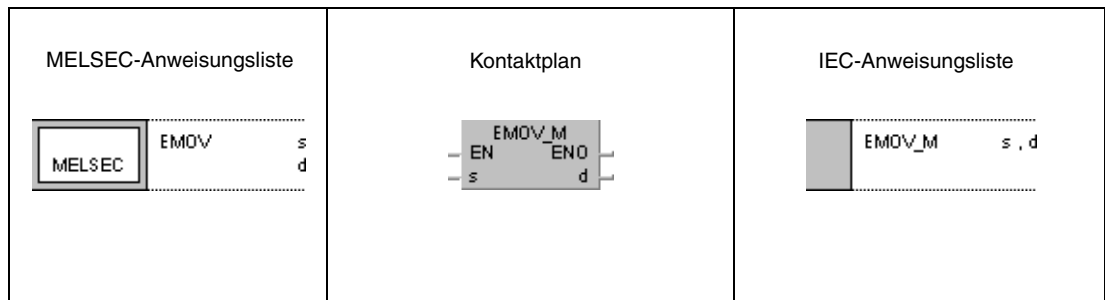 MELSEC-Anweisungsliste
MELSEC
EMOV s
d
Kontaktplan
EMOV_M
EN ENO
s d
IEC-Anweisungsliste
EMOV_M s , d